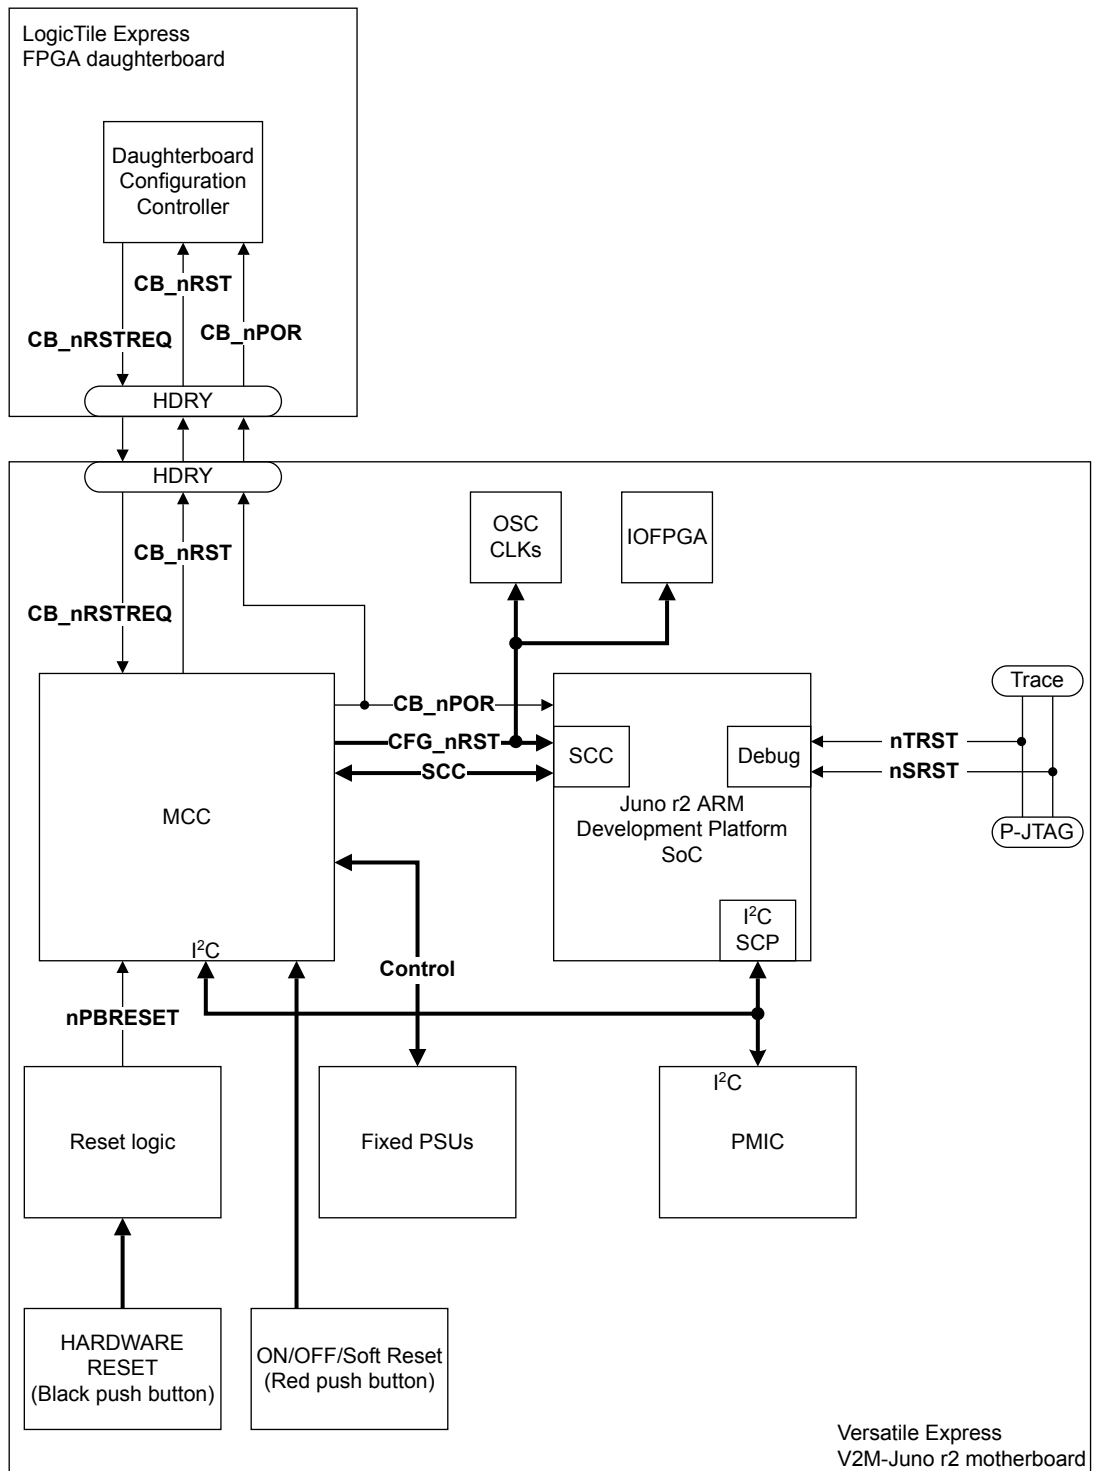 LogicTile Express
FPGA daughterboard
Daughterboard
Configuration
Controller
CB_nRST
CB_nPOR
CB_nRSTREQ
HDRY
HDRY
OSC
CLKs
IOFPGA
CB_nRST
CB_nRSTREQ
Trace
CB_nPOR
CFG_nRST
SCC
SCC
Debug
nTRST
nSRST
MCC
Juno r2 ARM
Development Platform
SoC
P-JTAG
I²C
SCP
I²C
Control
nPBRESET
I²C
Reset logic
Fixed PSUs
PMIC
HARDWARE
RESET
(Black push button)
ON/OFF/Soft Reset
(Red push button)
Versatile Express
V2M-Juno r2 motherboard